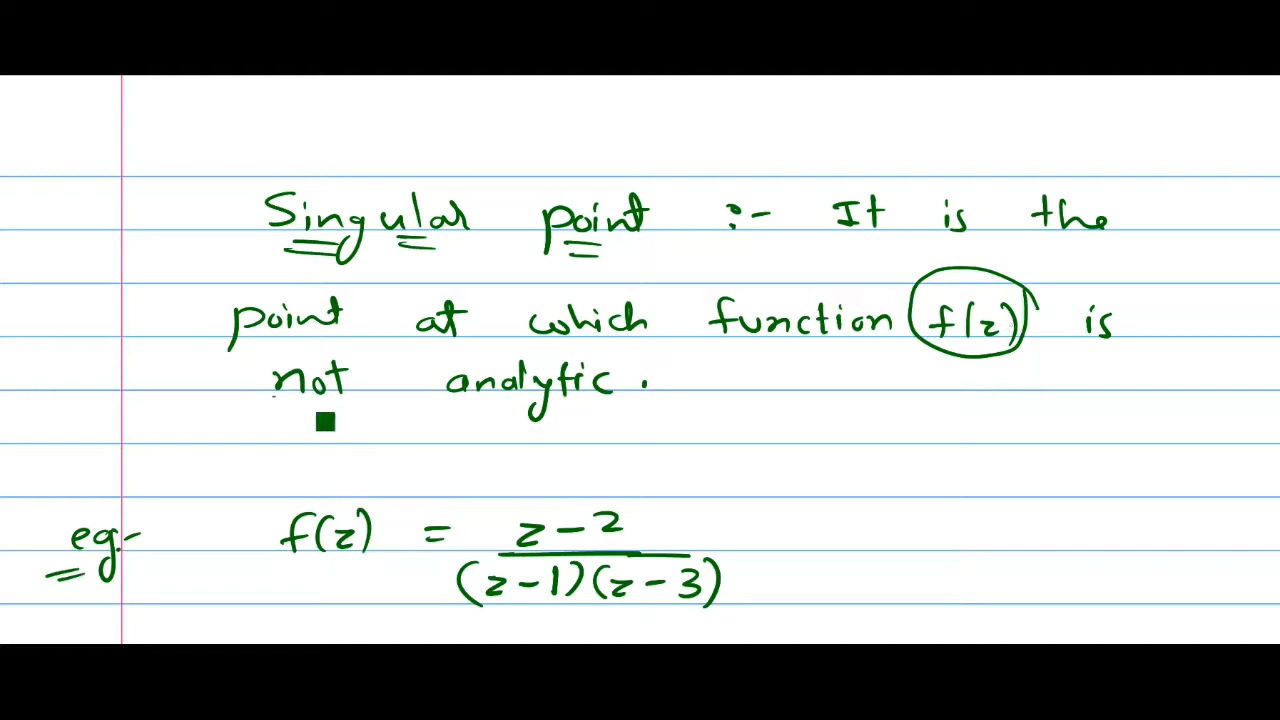 Singular point :- It is the
point at which function f(z) is
not analytic.
eg:- f(z) = z-2
(z-1)(z-3)